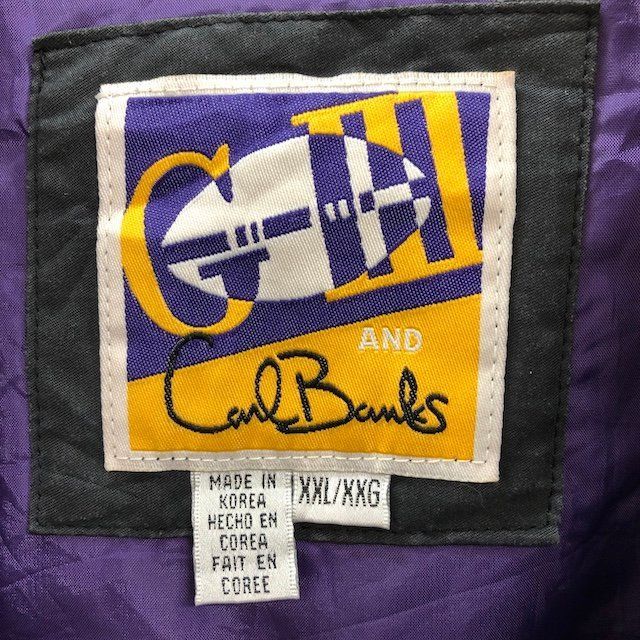 G III
AND
Carl Banks
MADE IN
KOREA
HECHO EN
COREA
FAIT EN
COREE
XXL/XXG